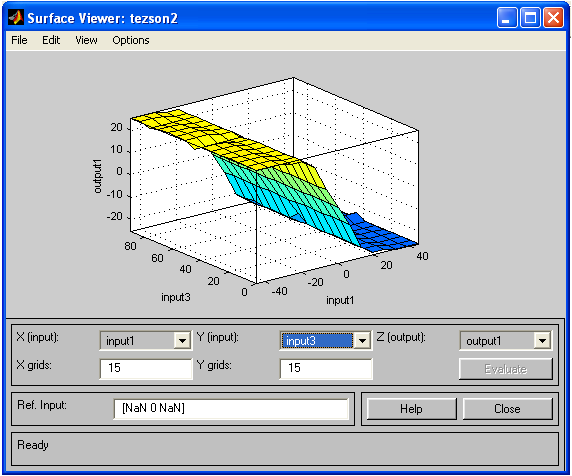 Surface Viewer: tezson2
File Edit View Options
20
10
0
-10
-20
output1
80
60
40
20
0
input3
-40
-20
0
20
40
input1
X (input): input1 Y (input): input3 Z (output): output1
X grids: 15 Y grids: 15 Evaluate
Ref. Input: [NaN 0 NaN] Help Close
Ready